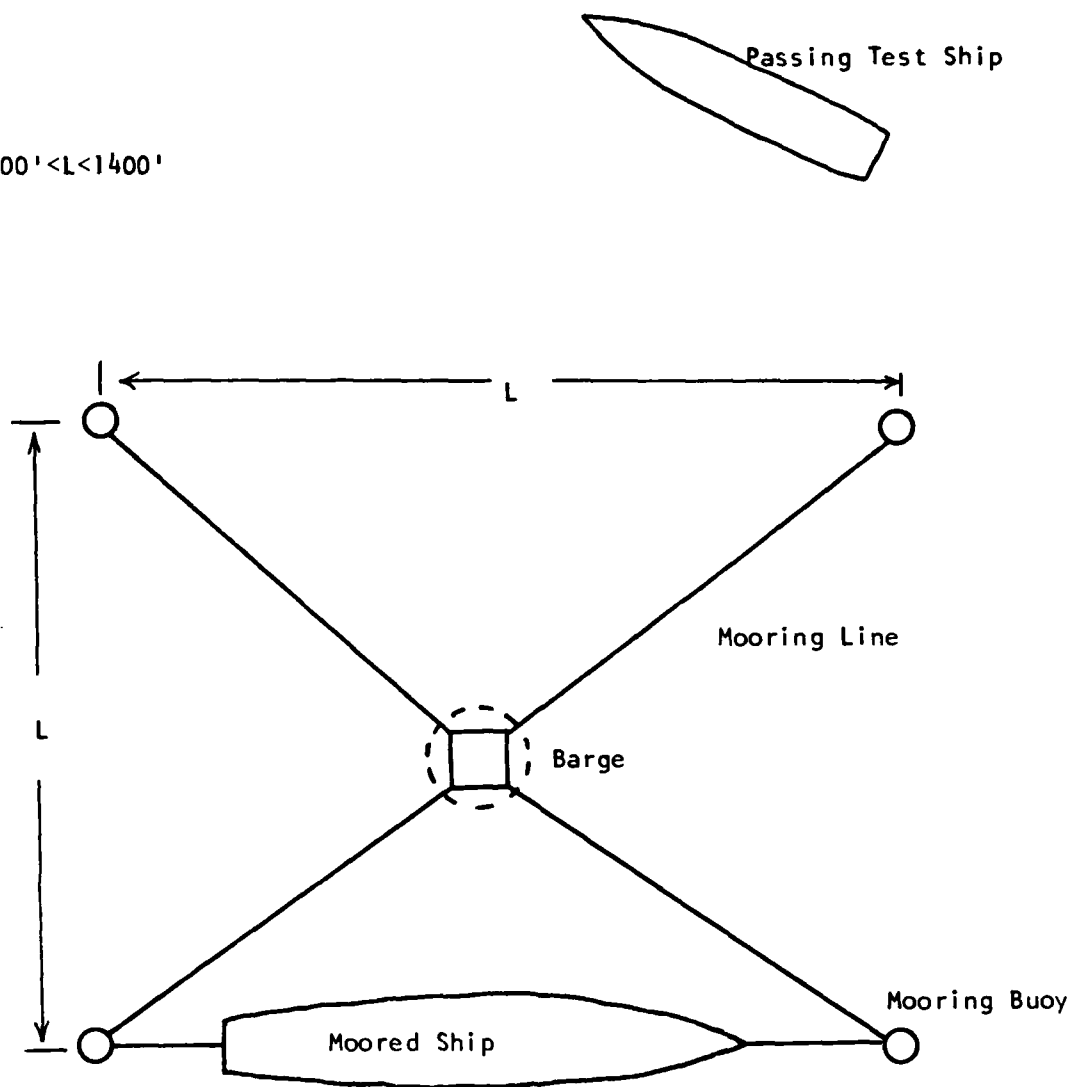 Passing Test Ship
00'<L<1400'
L
Mooring Line
L
Barge
Mooring Buoy
Moored Ship